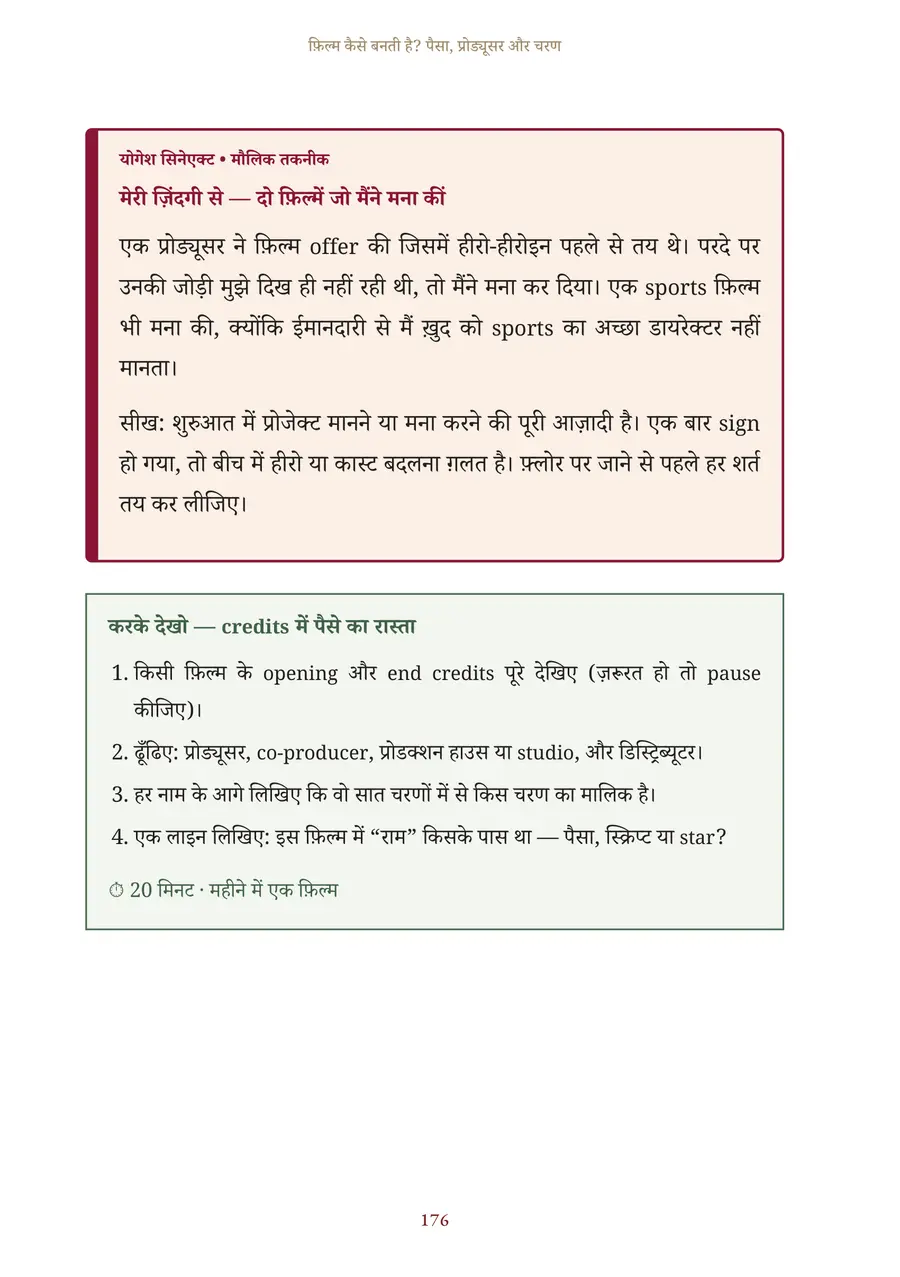 फ़िल्म कैसे बनती है? पैसा, प्रोड्यूसर और चरण
योगेश सिनेएक्ट • मौलिक तकनीक
मेरी ज़िंदगी से — दो फ़िल्में जो मैंने मना कीं
एक प्रोड्यूसर ने फ़िल्म offer की जिसमें हीरो-हीरोइन पहले से तय थे। परदे पर
उनकी जोड़ी मुझे दिख ही नहीं रही थी, तो मैंने मना कर दिया। एक sports फ़िल्म
भी मना की, क्योंकि ईमानदारी से मैं ख़ुद को sports का अच्छा डायरेक्टर नहीं
मानता।
सीख: शुरुआत में प्रोजेक्ट मानने या मना करने की पूरी आज़ादी है। एक बार sign
हो गया, तो बीच में हीरो या कास्ट बदलना ग़लत है। फ़्लोर पर जाने से पहले हर शर्त
तय कर लीजिए।
करके देखो — credits में पैसे का रास्ता
1. किसी फ़िल्म के opening और end credits पूरे देखिए (ज़रूरत हो तो pause
कीजिए)।
2. ढूँढिए: प्रोड्यूसर, co-producer, प्रोडक्शन हाउस या studio, और डिस्ट्रिब्यूटर।
3. हर नाम के आगे लिखिए कि वो सात चरणों में से किस चरण का मालिक है।
4. एक लाइन लिखिए: इस फ़िल्म में “राम” किसके पास था — पैसा, स्क्रिप्ट या star?
⏱ 20 मिनट · महीने में एक फ़िल्म
176